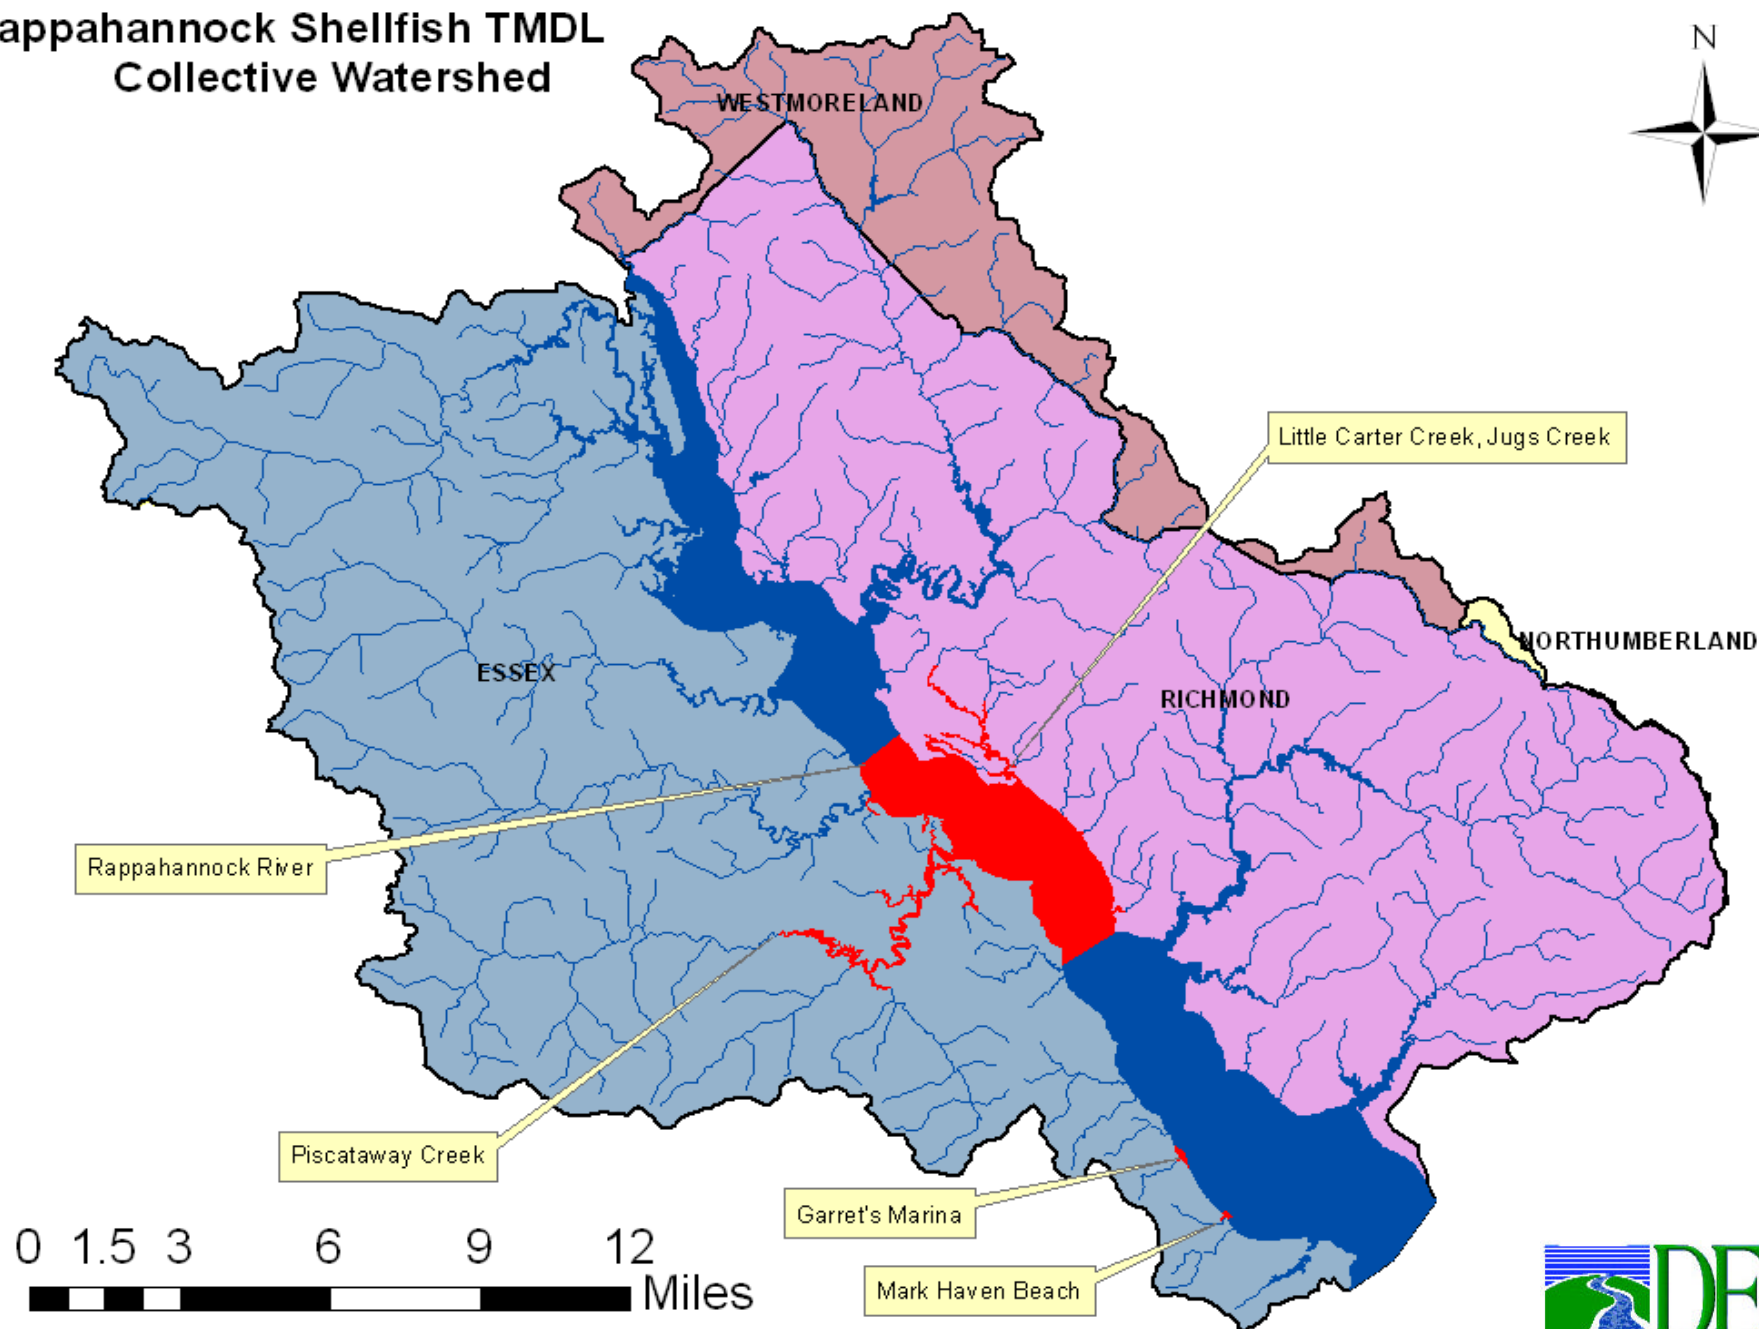 appahannock Shellfish TMDL
Collective Watershed
N
WESTMORELAND
Little Carter Creek, Jugs Creek
NORTHUMBERLAND
ESSEX
RICHMOND
Rappahannock River
Piscataway Creek
Garret's Marina
Mark Haven Beach
0 1.5 3 6 9 12
Miles
DE